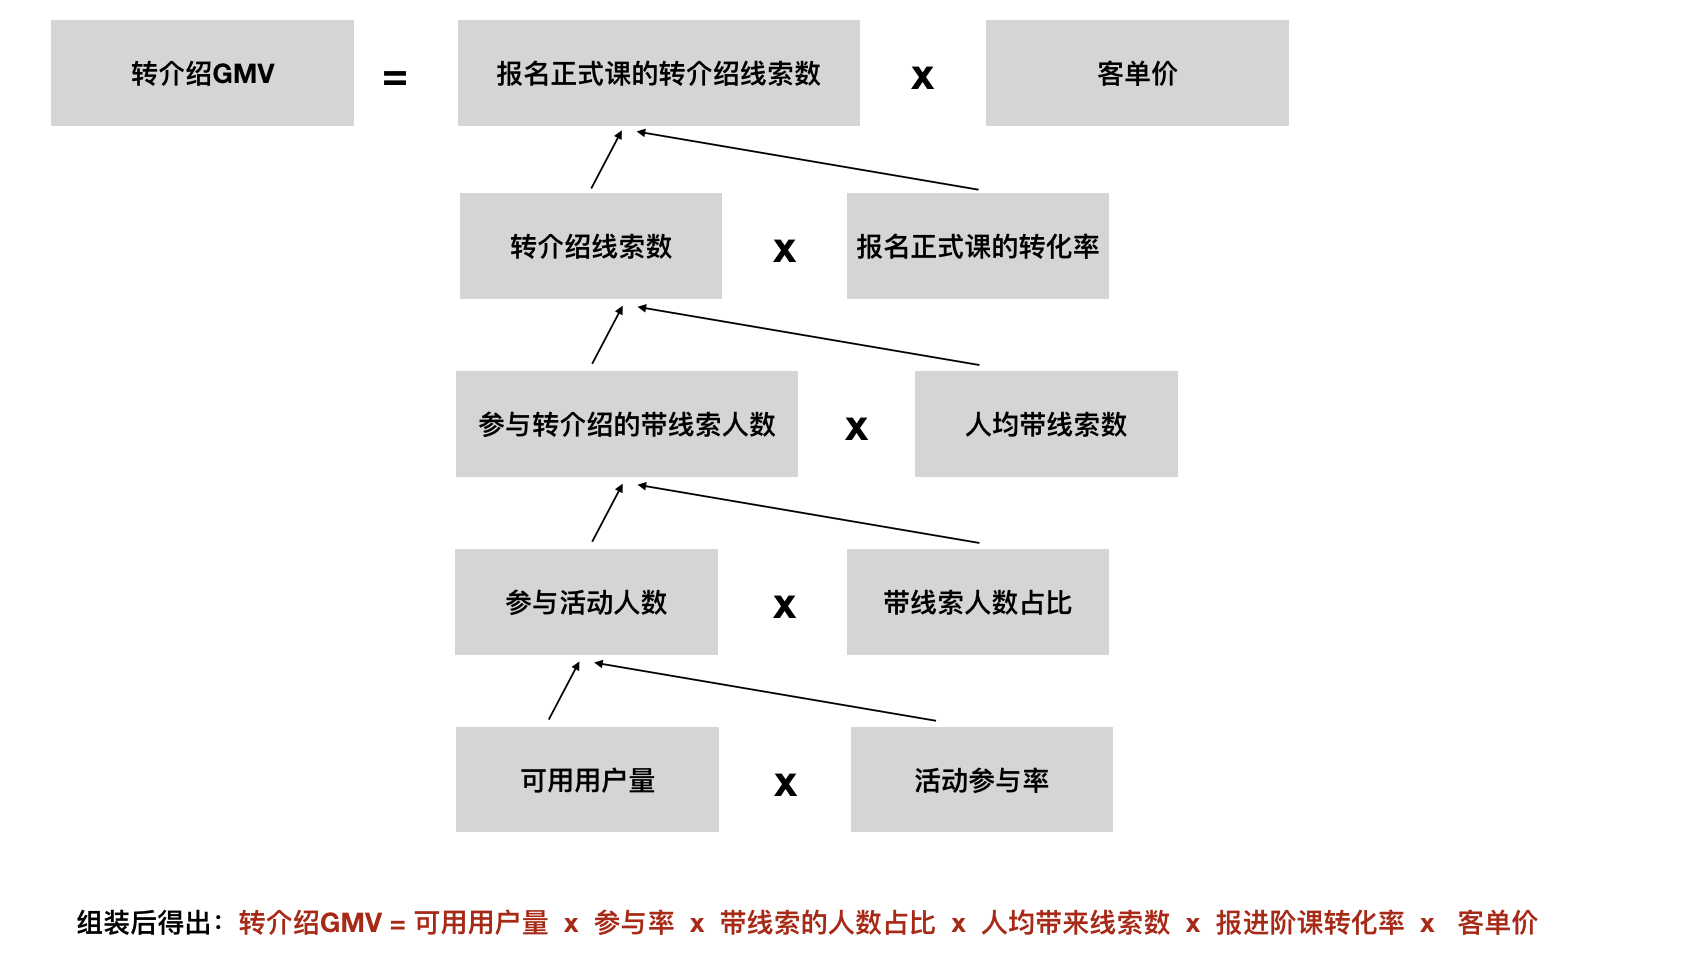 转介绍GMV = 报名正式课的转介绍线索数 x 客单价
转介绍线索数 x 报名正式课的转化率
参与转介绍的带线索人数 x 人均带线索数
参与活动人数 x 带线索人数占比
可用用户量 x 活动参与率
组装后得出：转介绍GMV = 可用用户量 x 参与率 x 带线索的人数占比 x 人均带来线索数 x 报进阶课转化率 x 客单价